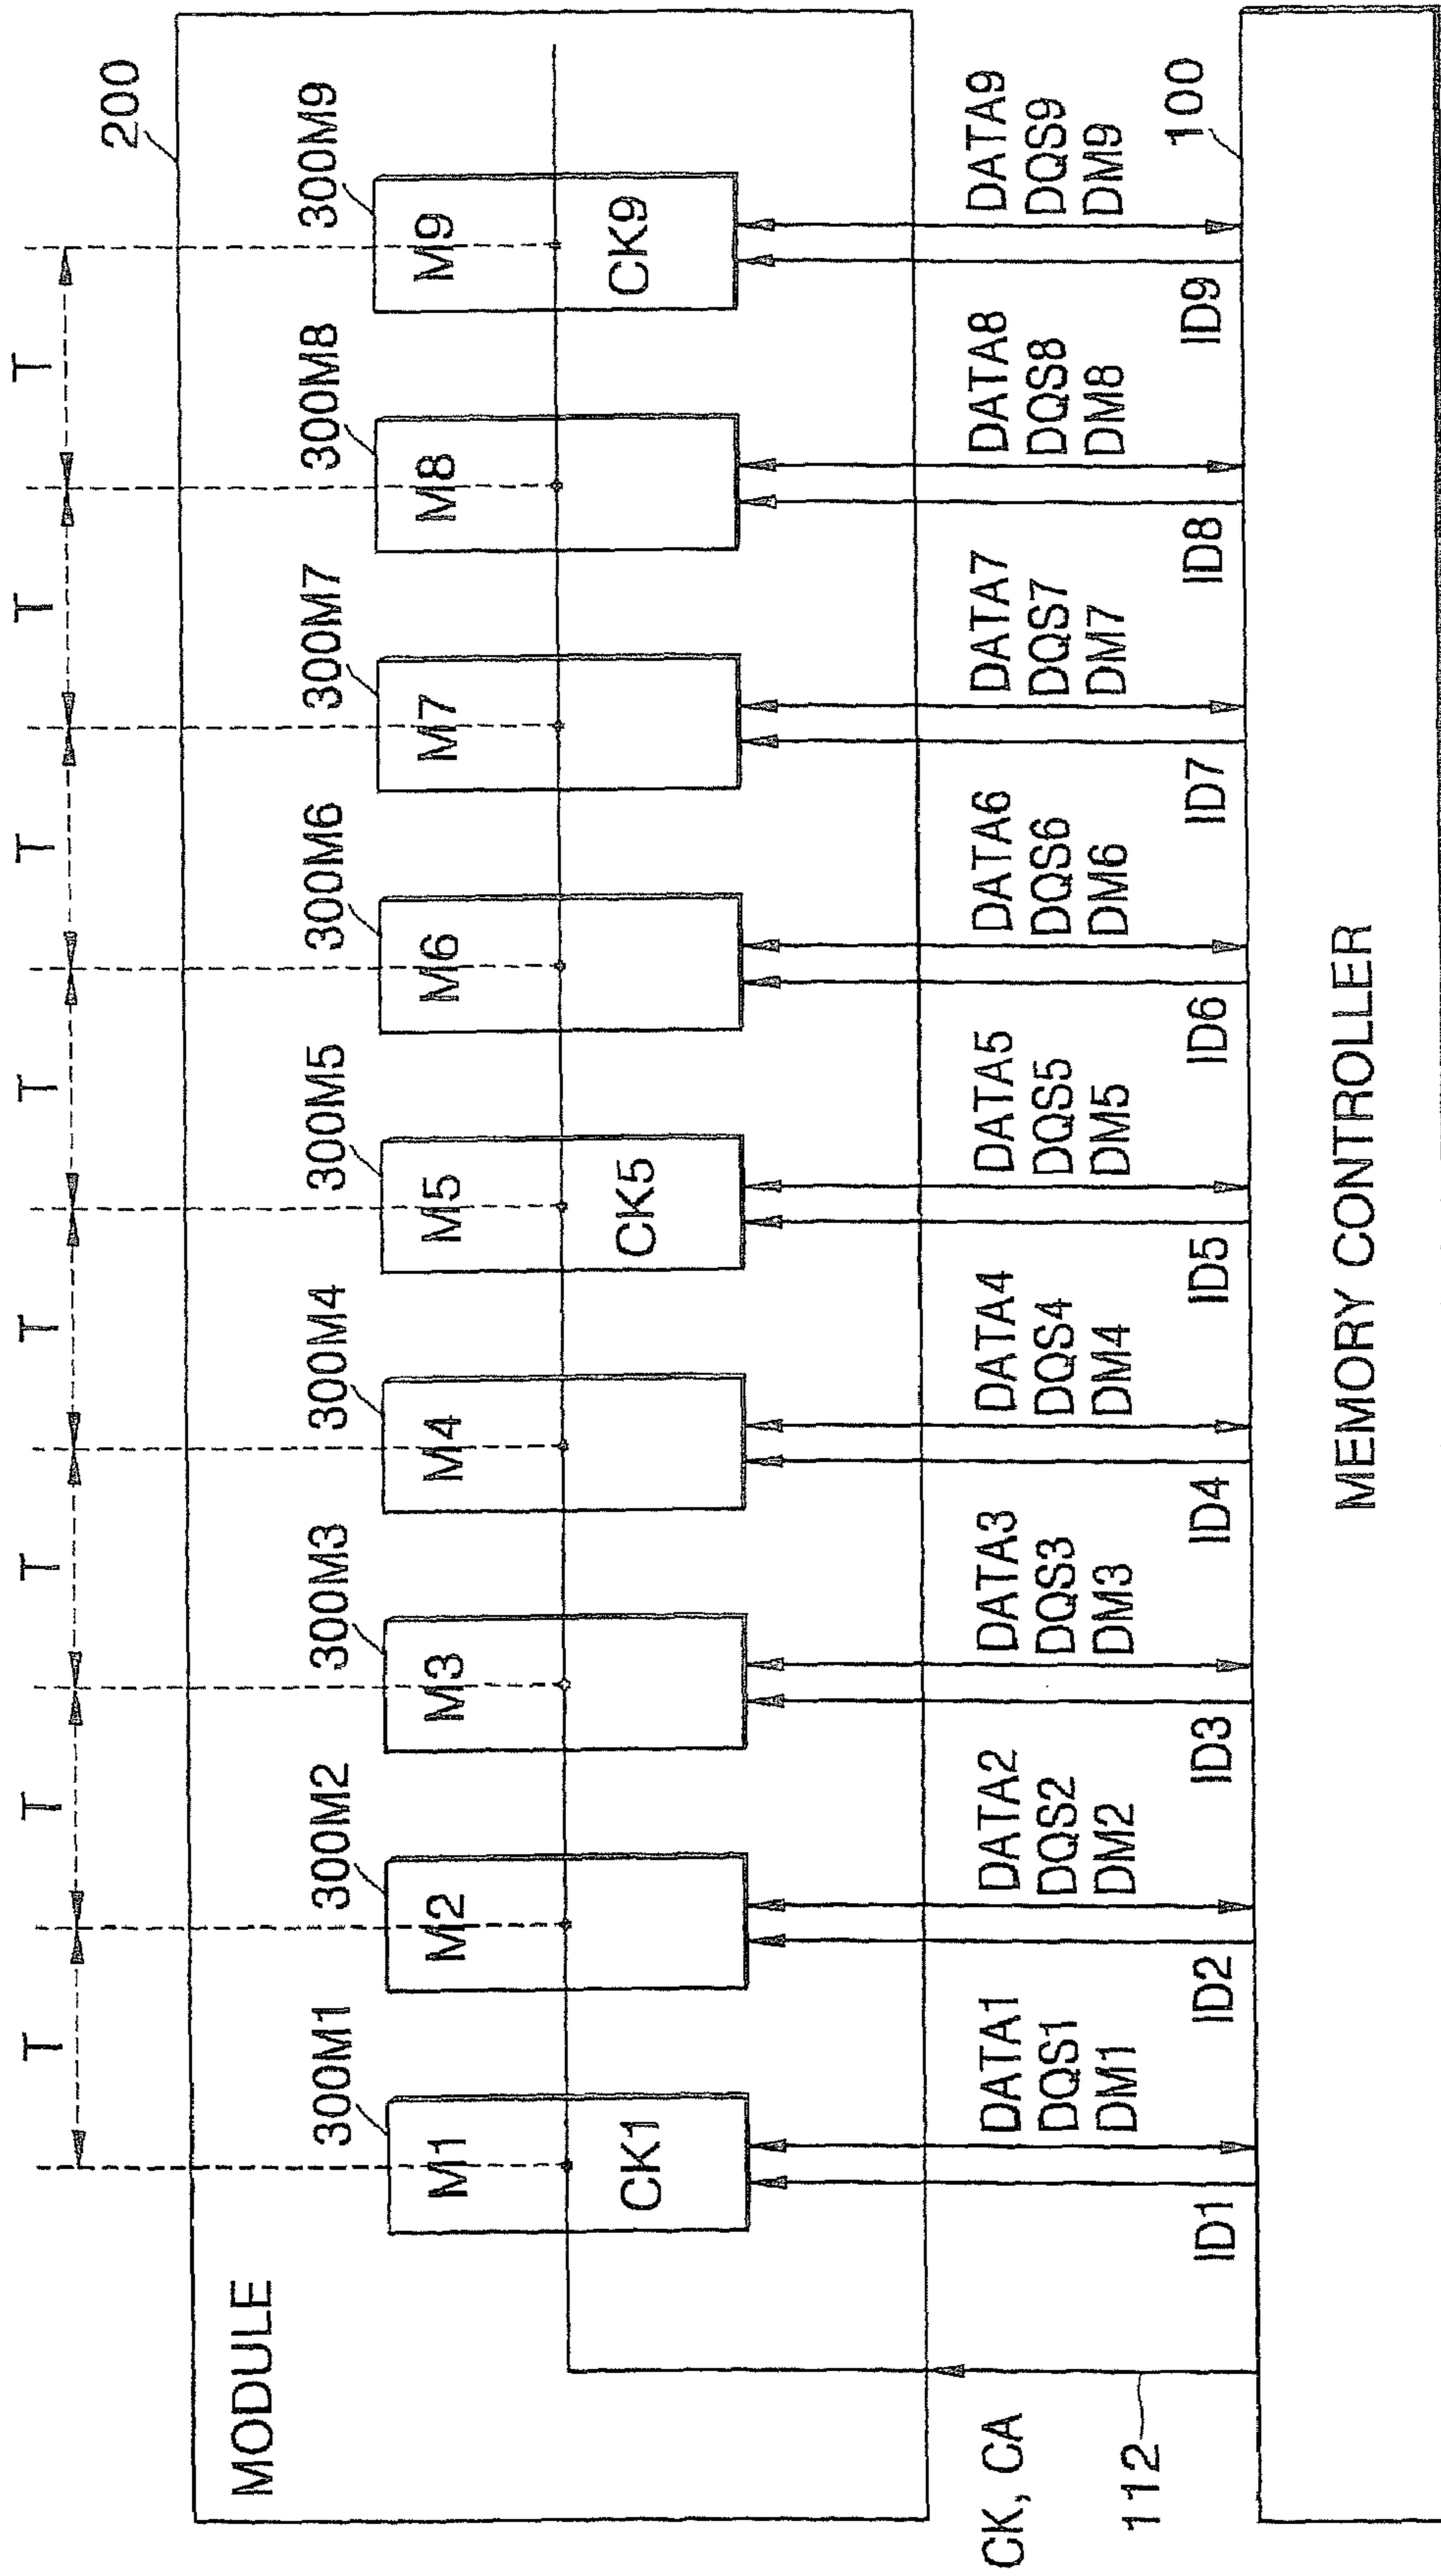 T T T T T T T T
200
MODULE
300M1 300M2 300M3 300M4 300M5 300M6 300M7 300M8 300M9
M1 M2 M3 M4 M5 M6 M7 M8 M9
CK1 CK5 CK9
CK, CA
DATA1 DATA2 DATA3 DATA4 DATA5 DATA6 DATA7 DATA8 DATA9
DQS1 DQS2 DQS3 DQS4 DQS5 DQS6 DQS7 DQS8 DQS9
DM1 DM2 DM3 DM4 DM5 DM6 DM7 DM8 DM9
112
100
ID1 ID2 ID3 ID4 ID5 ID6 ID7 ID8 ID9
MEMORY CONTROLLER